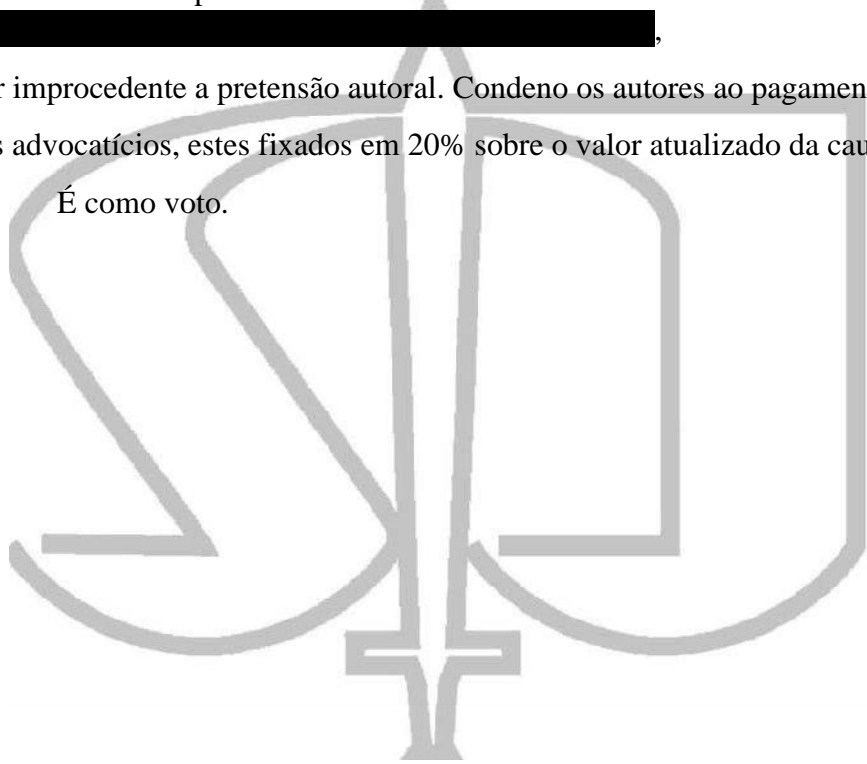 ,
r improcedente a pretensão autoral. Condeno os autores ao pagamen
s advocatícios, estes fixados em 20% sobre o valor atualizado da cau
É como voto.